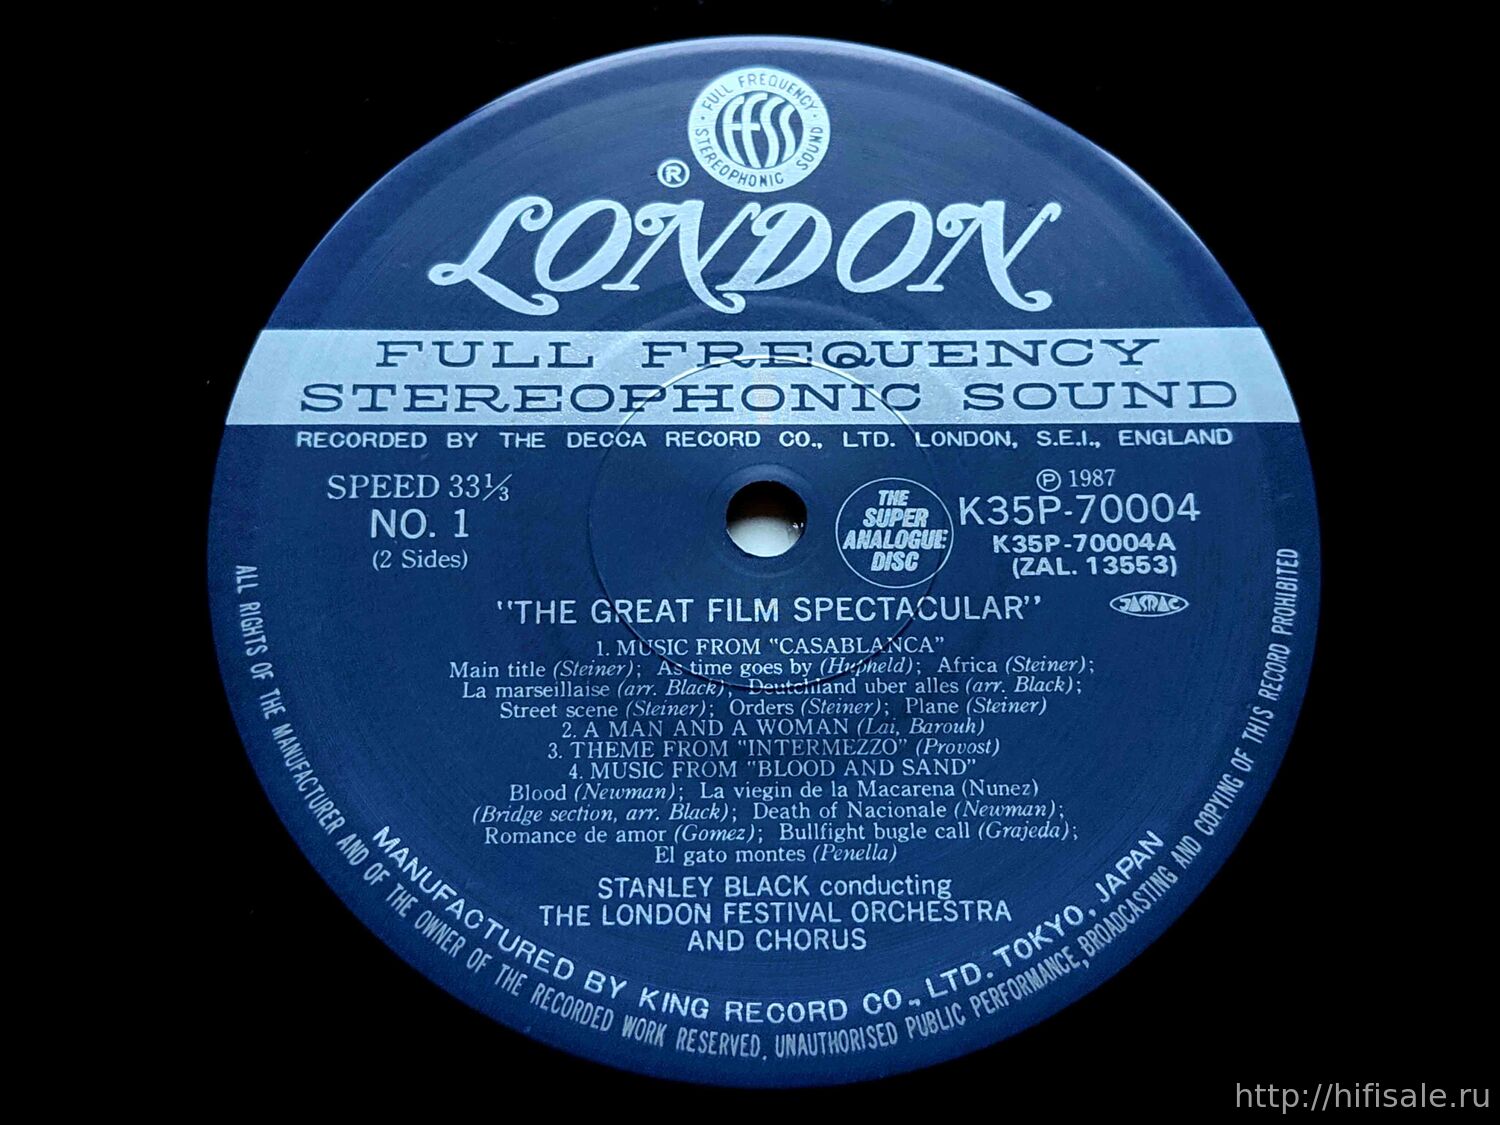 FULL FREQUENCY
STEREOPHONIC SOUND
FFSS
®
LONDON
FULL FREQUENCY
STEREOPHONIC SOUND
RECORDED BY THE DECCA RECORD CO., LTD. LONDON, S.E.I., ENGLAND
SPEED 33⅓
NO. 1
(2 Sides)
THE
SUPER
ANALOGUE
DISC
℗ 1987
K35P-70004
K35P-70004A
(ZAL. 13553)
JASRAC
"THE GREAT FILM SPECTACULAR"
1. MUSIC FROM "CASABLANCA"
Main title (Steiner); As time goes by (Hupheld); Africa (Steiner);
La marseillaise (arr. Black); Deutchland uber alles (arr. Black);
Street scene (Steiner); Orders (Steiner); Plane (Steiner)
2. A MAN AND A WOMAN (Lai, Barouh)
3. THEME FROM "INTERMEZZO" (Provost)
4. MUSIC FROM "BLOOD AND SAND"
Blood (Newman); La viegin de la Macarena (Nunez)
(Bridge section, arr. Black); Death of Nacionale (Newman);
Romance de amor (Gomez); Bullfight bugle call (Grajeda);
El gato montes (Penella)
STANLEY BLACK conducting
THE LONDON FESTIVAL ORCHESTRA
AND CHORUS
MANUFACTURED BY KING RECORD CO., LTD. TOKYO, JAPAN
ALL RIGHTS OF THE MANUFACTURER AND OF THE OWNER OF THE RECORDED WORK RESERVED, UNAUTHORISED PUBLIC PERFORMANCE, BROADCASTING AND COPYING OF THIS RECORD PROHIBITED
http://hifisale.ru